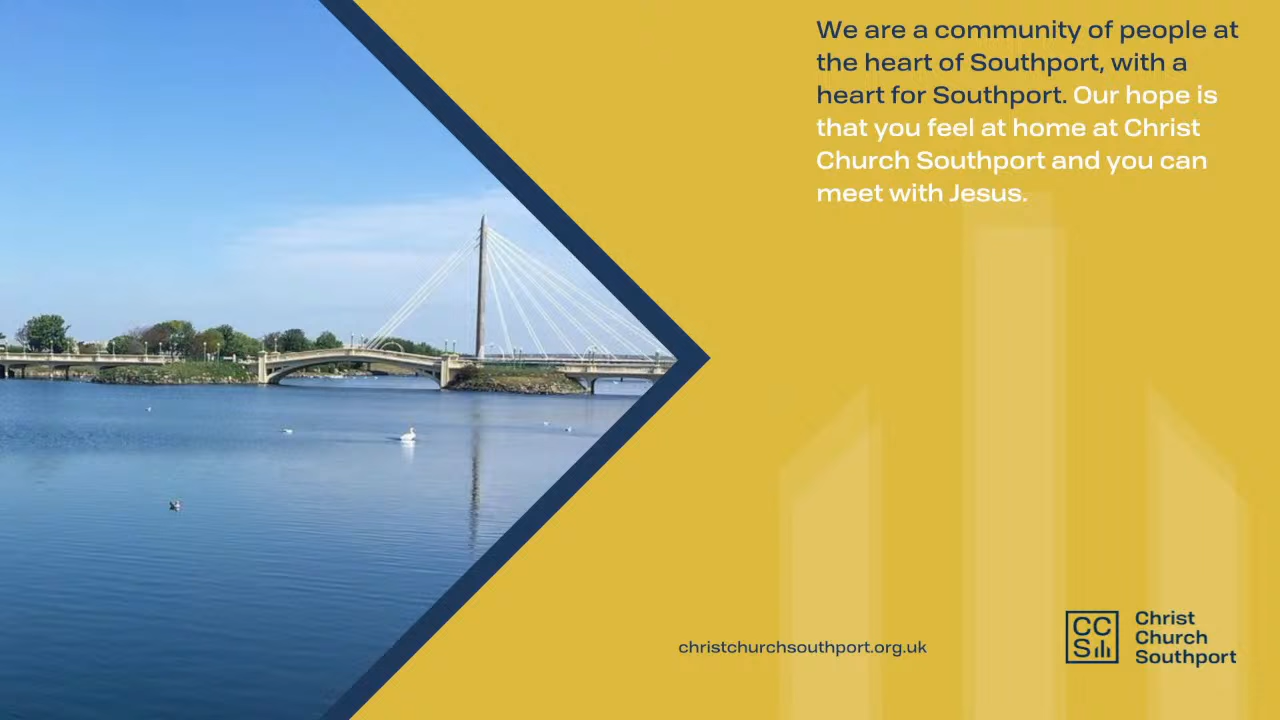 We are a community of people at
the heart of Southport, with a
heart for Southport. Our hope is
that you feel at home at Christ
Church Southport and you can
meet with Jesus.
christchurchsouthport.org.uk
CC
S
Christ
Church
Southport